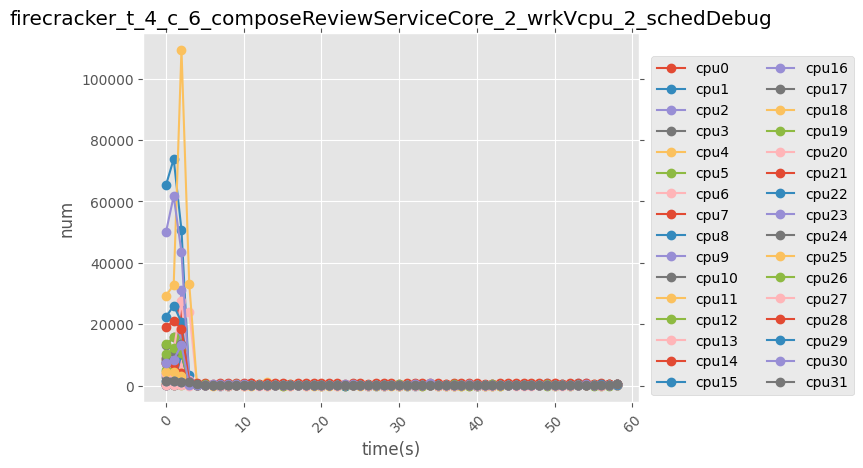 firecracker_t_4_c_6_composeReviewServiceCore_2_wrkVcpu_2_schedDebug
num
100000
80000
60000
40000
20000
0
0
10
20
30
40
50
60
time(s)
cpu0
cpu1
cpu2
cpu3
cpu4
cpu5
cpu6
cpu7
cpu8
cpu9
cpu10
cpu11
cpu12
cpu13
cpu14
cpu15
cpu16
cpu17
cpu18
cpu19
cpu20
cpu21
cpu22
cpu23
cpu24
cpu25
cpu26
cpu27
cpu28
cpu29
cpu30
cpu31